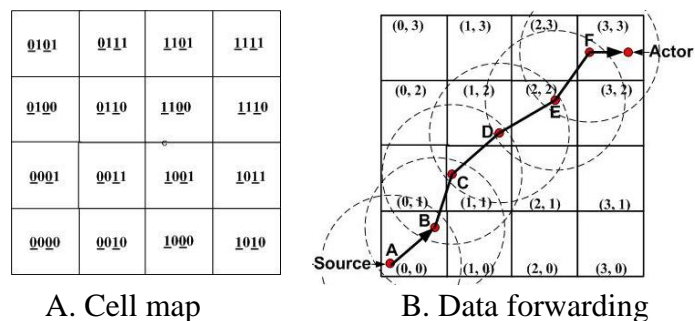 0101 0111 1101 1111
0100 0110 1100 1110
0001 0011 1001 1011
0000 0010 1000 1010
A. Cell map
(0, 3) (1, 3) (2,3) (3, 3)
F
Actor
(0, 2) (1, 2) (2, 2) (3, 2)
E
D
C
(0, 1) (1, 1) (2, 1) (3, 1)
B
A
Source
(0, 0) (1, 0) (2, 0) (3, 0)
B. Data forwarding